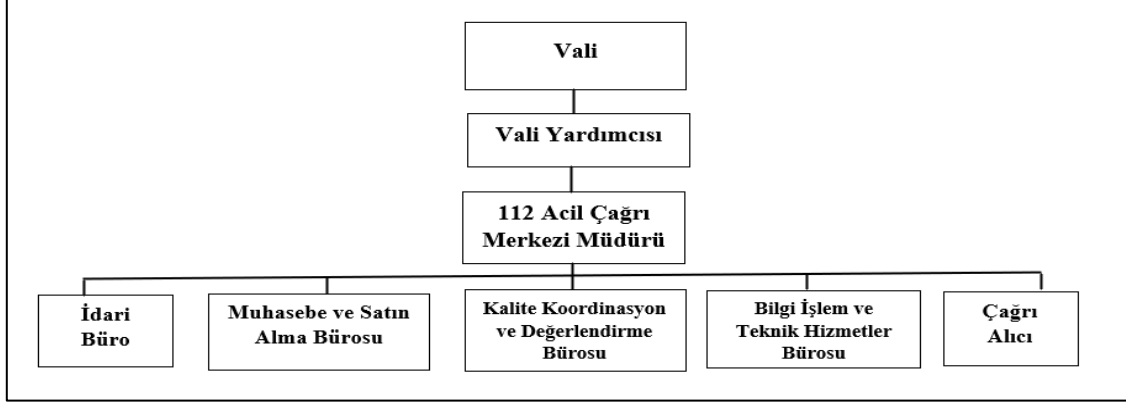 Vali
Vali Yardımcısı
112 Acil Çağrı
Merkezi Müdürü
İdari
Büro
Muhasebe ve Satın
Alma Bürosu
Kalite Koordinasyon
ve Değerlendirme
Bürosu
Bilgi İşlem ve
Teknik Hizmetler
Bürosu
Çağrı
Alıcı